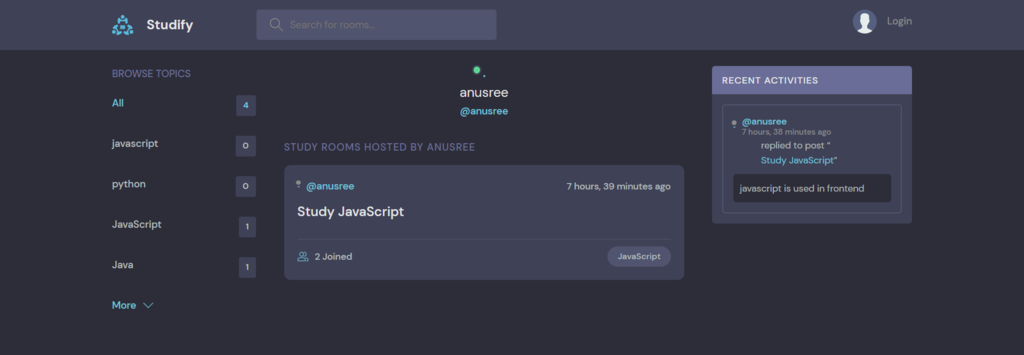 Studify
Search for rooms...
Login
BROWSE TOPICS
All 4
javascript 0
python 0
JavaScript 1
Java 1
More
anusree
@anusree
STUDY ROOMS HOSTED BY ANUSREE
@anusree 7 hours, 39 minutes ago
Study JavaScript
2 Joined JavaScript
RECENT ACTIVITIES
@anusree
7 hours, 38 minutes ago
replied to post “
Study JavaScript”
javascript is used in frontend